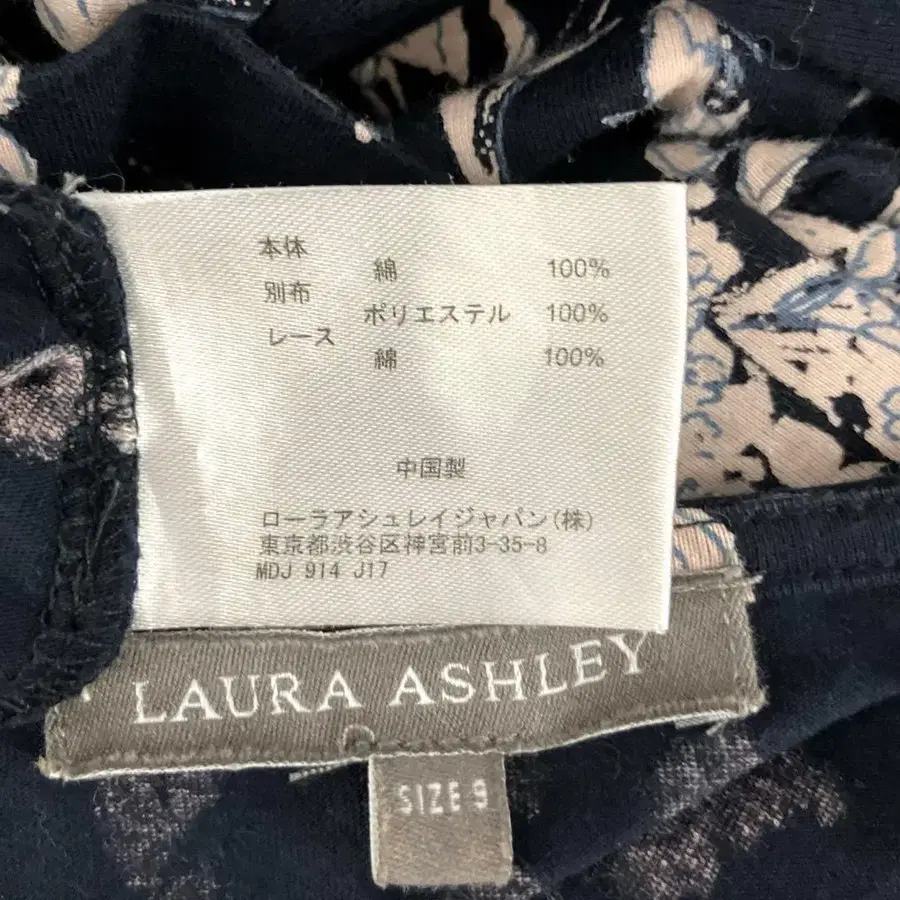 本体
綿 100%
別布
ポリエステル 100%
レース
綿 100%
中国製
ローラアシュレイジャパン(株)
東京都渋谷区神宮前3-35-8
MDJ 914 J17
LAURA ASHLEY
SIZE 9